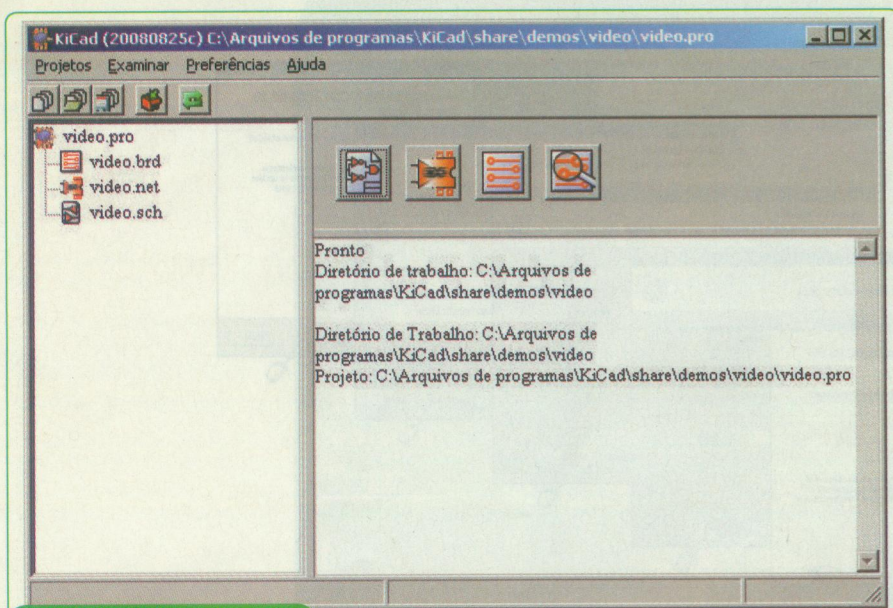 KiCad (20080825c) C:\Arquivos de programas\KiCad\share\demos\video\video.pro
Projetos Examinar Preferências Ajuda
video.pro
video.brd
video.net
video.sch
Pronto
Diretório de trabalho: C:\Arquivos de
programas\KiCad\share\demos\video
Diretório de Trabalho: C:\Arquivos de
programas\KiCad\share\demos\video
Projeto: C:\Arquivos de programas\KiCad\share\demos\video\video.pro